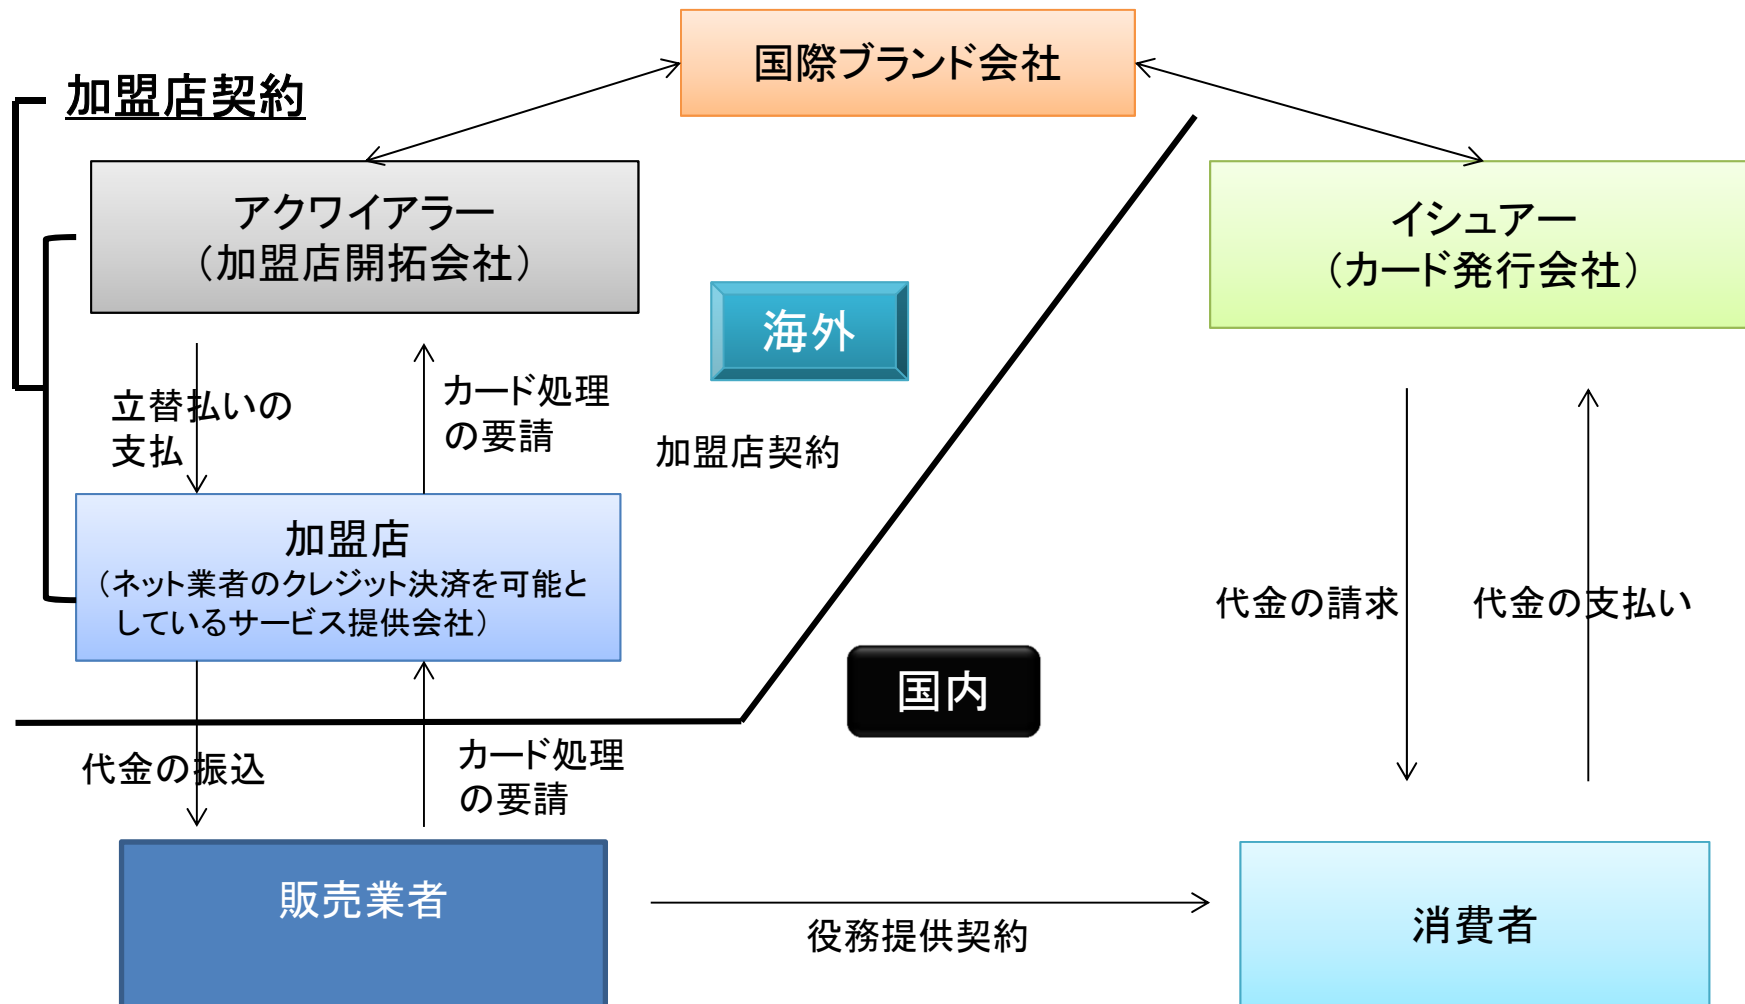 国際ブランド会社
加盟店契約
アクワイアラー
（加盟店開拓会社）
イシュアー
（カード発行会社）
海外
立替払いの
支払
カード処理
の要請
加盟店契約
加盟店
（ネット業者のクレジット決済を可能と
しているサービス提供会社）
代金の請求
代金の支払い
国内
代金の振込
カード処理
の要請
販売業者
役務提供契約
消費者